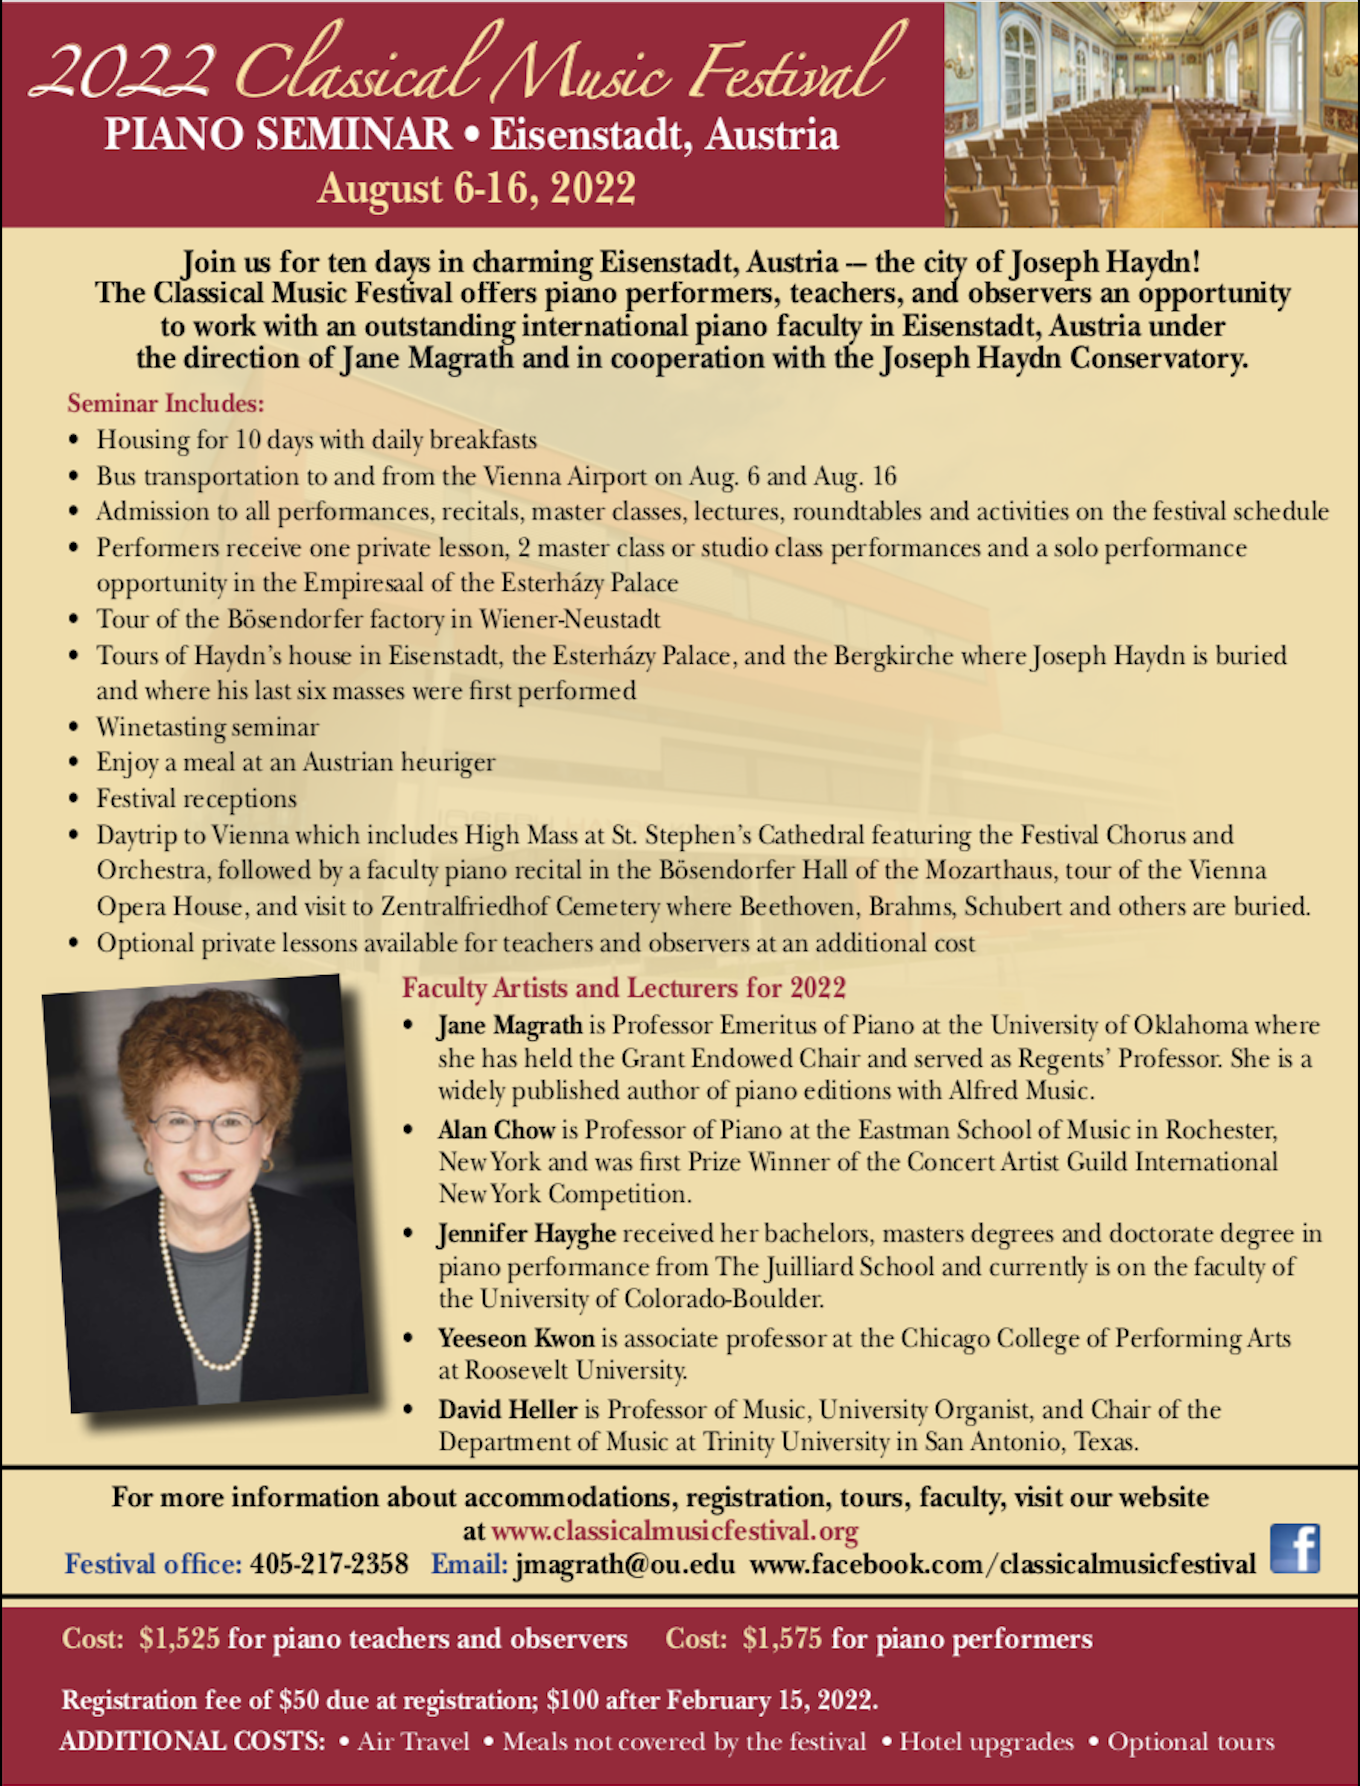 2022 Classical Music Festival
PIANO SEMINAR • Eisenstadt, Austria
August 6-16, 2022
Join us for ten days in charming Eisenstadt, Austria — the city of Joseph Haydn!
The Classical Music Festival offers piano performers, teachers, and observers an opportunity
to work with an outstanding international piano faculty in Eisenstadt, Austria under
the direction of Jane Magrath and in cooperation with the Joseph Haydn Conservatory.
Seminar Includes:
• Housing for 10 days with daily breakfasts
• Bus transportation to and from the Vienna Airport on Aug. 6 and Aug. 16
• Admission to all performances, recitals, master classes, lectures, roundtables and activities on the festival schedule
• Performers receive one private lesson, 2 master class or studio class performances and a solo performance
opportunity in the Empiresaal of the Esterházy Palace
• Tour of the Bösendorfer factory in Wiener-Neustadt
• Tours of Haydn's house in Eisenstadt, the Esterházy Palace, and the Bergkirche where Joseph Haydn is buried
and where his last six masses were first performed
• Winetasting seminar
• Enjoy a meal at an Austrian heuriger
• Festival receptions
• Daytrip to Vienna which includes High Mass at St. Stephen's Cathedral featuring the Festival Chorus and
Orchestra, followed by a faculty piano recital in the Bösendorfer Hall of the Mozarthaus, tour of the Vienna
Opera House, and visit to Zentralfriedhof Cemetery where Beethoven, Brahms, Schubert and others are buried.
• Optional private lessons available for teachers and observers at an additional cost
Faculty Artists and Lecturers for 2022
• Jane Magrath is Professor Emeritus of Piano at the University of Oklahoma where
she has held the Grant Endowed Chair and served as Regents' Professor. She is a
widely published author of piano editions with Alfred Music.
• Alan Chow is Professor of Piano at the Eastman School of Music in Rochester,
New York and was first Prize Winner of the Concert Artist Guild International
New York Competition.
• Jennifer Hayghe received her bachelors, masters degrees and doctorate degree in
piano performance from The Juilliard School and currently is on the faculty of
the University of Colorado-Boulder.
• Yeeseon Kwon is associate professor at the Chicago College of Performing Arts
at Roosevelt University.
• David Heller is Professor of Music, University Organist, and Chair of the
Department of Music at Trinity University in San Antonio, Texas.
For more information about accommodations, registration, tours, faculty, visit our website
at www.classicalmusicfestival.org
Festival office: 405-217-2358 Email: jmagrath@ou.edu www.facebook.com/classicalmusicfestival
f
Cost: $1,525 for piano teachers and observers Cost: $1,575 for piano performers
Registration fee of $50 due at registration; $100 after February 15, 2022.
ADDITIONAL COSTS: • Air Travel • Meals not covered by the festival • Hotel upgrades • Optional tours